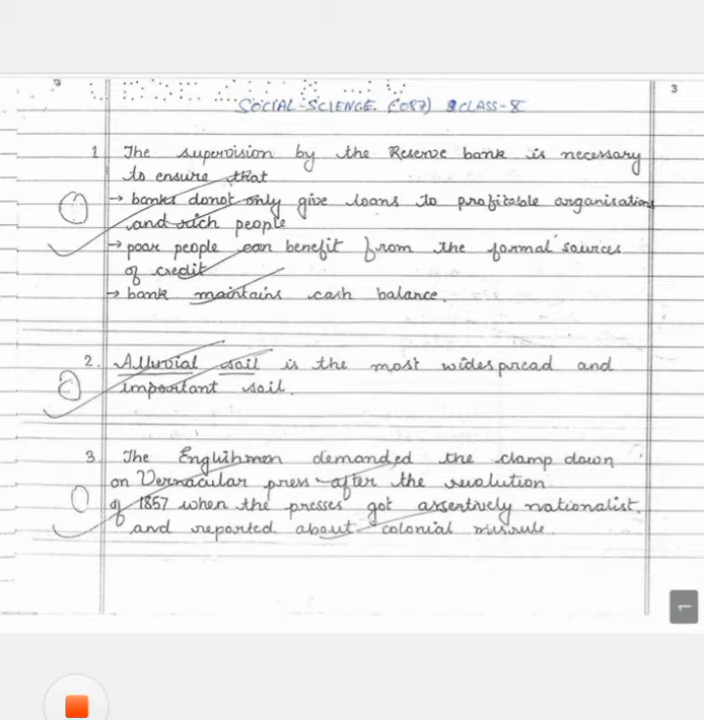 3
SOCIAL-SCIENCE (087) CLASS-X
1 The supervision by the Reserve bank is necessary
to ensure that
→ banks donot only give loans to profitable organisations
and rich people
→ poor people can benefit from the formal sources
of credit
→ bank maintains cash balance.
2. Alluvial soil is the most widespread and
important soil.
3. The Englishmen demanded the clamp down
on Vernacular press after the revolution
of 1857 when the presses got assertively nationalist.
and reported about colonial misrule.
1